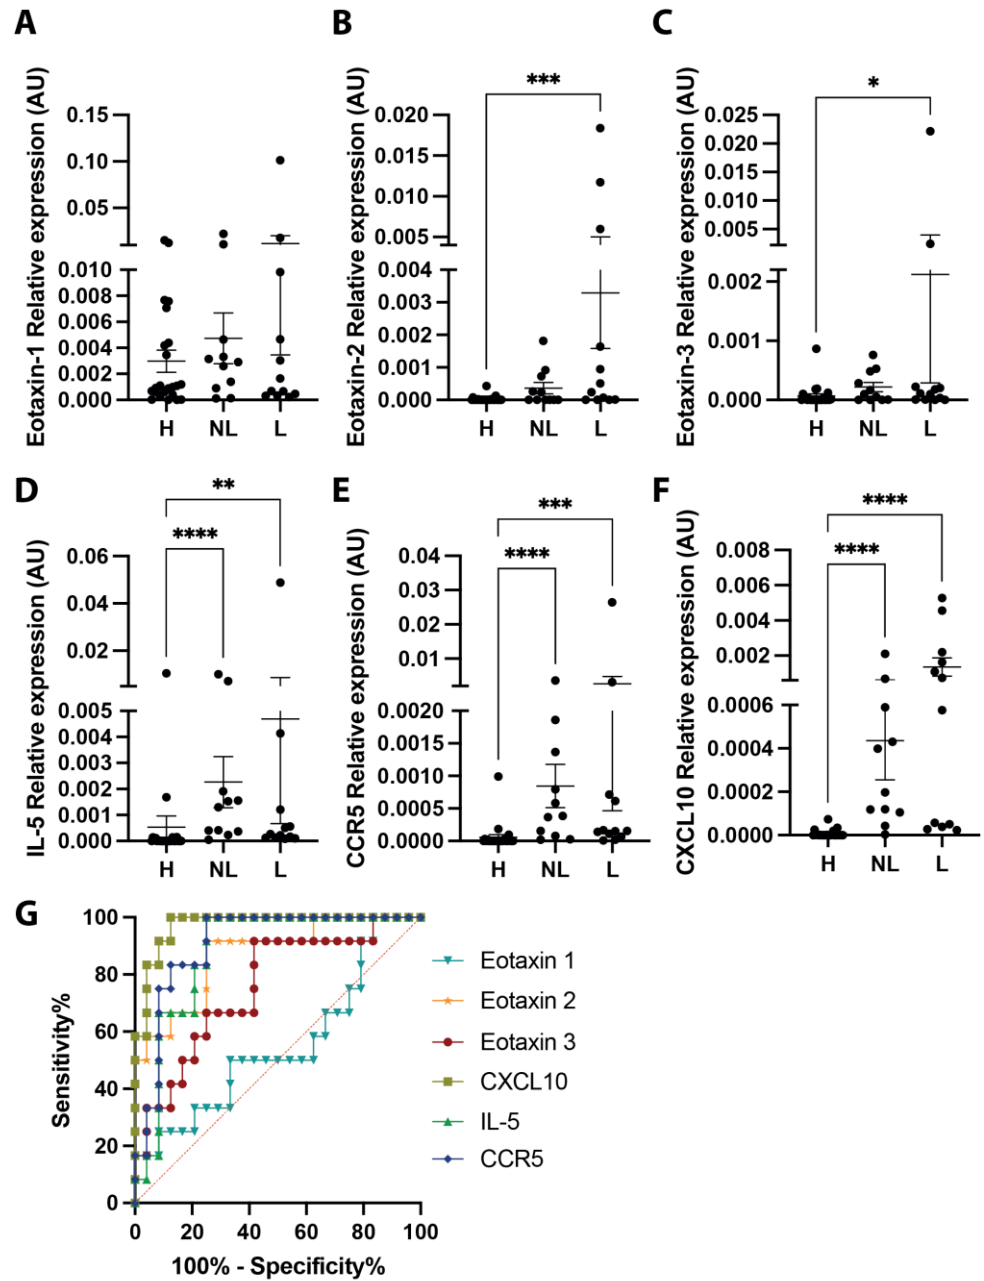 A
Eotaxin-1 Relative expression (AU)
0.15
0.10
0.05
0.010
0.008
0.006
0.004
0.002
0.000
H NL L
B
Eotaxin-2 Relative expression (AU)
***
0.020
0.015
0.010
0.005
0.004
0.003
0.002
0.001
0.000
H NL L
C
Eotaxin-3 Relative expression (AU)
*
0.025
0.020
0.015
0.010
0.005
0.002
0.001
0.000
H NL L
D
IL-5 Relative expression (AU)
**
****
0.06
0.04
0.02
0.005
0.004
0.003
0.002
0.001
0.000
H NL L
E
CCR5 Relative expression (AU)
***
****
0.04
0.03
0.02
0.01
0.0020
0.0015
0.0010
0.0005
0.0000
H NL L
F
CXCL10 Relative expression (AU)
****
****
0.008
0.006
0.004
0.002
0.0006
0.0004
0.0002
0.0000
H NL L
G
Sensitivity%
100
80
60
40
20
0
0 20 40 60 80 100
100% - Specificity%
Eotaxin 1
Eotaxin 2
Eotaxin 3
CXCL10
IL-5
CCR5